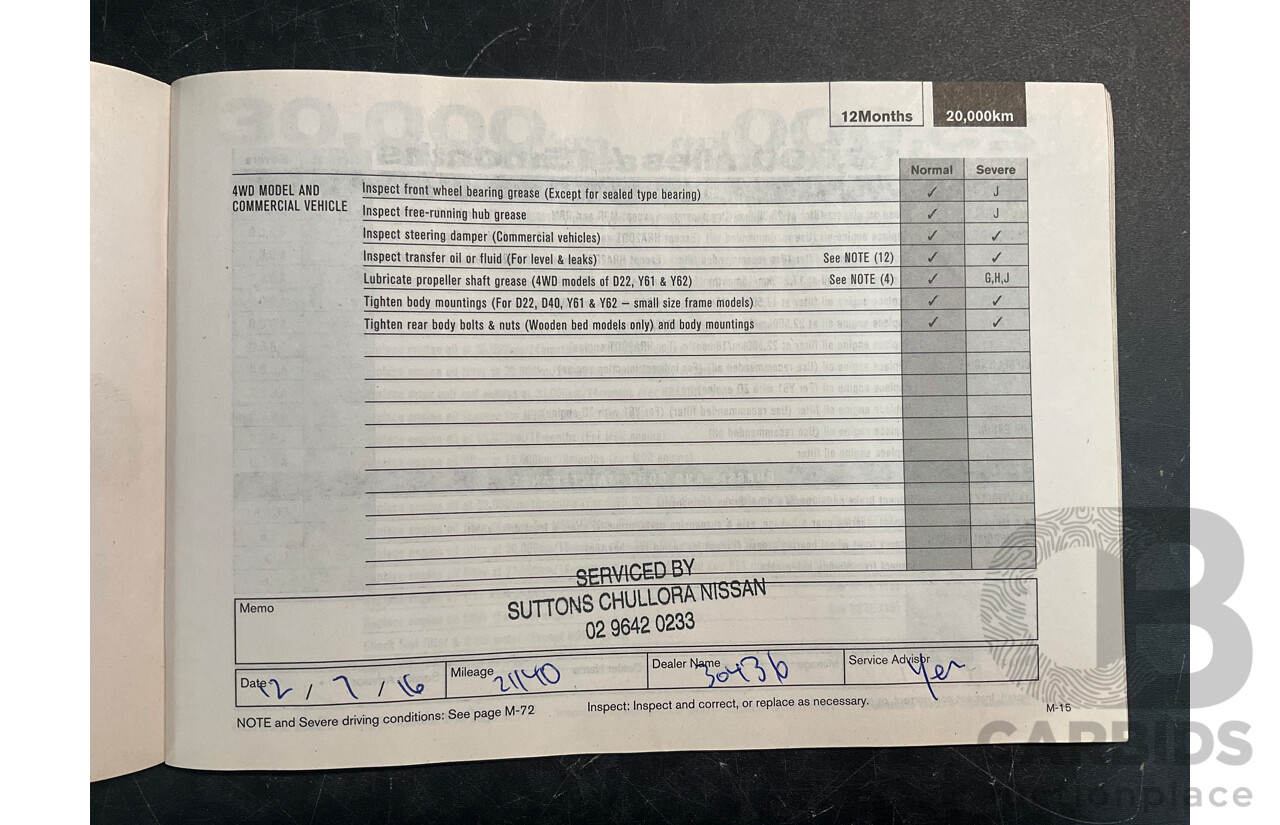 12Months 20,000km
Normal Severe
4WD MODEL AND COMMERCIAL VEHICLE
Inspect front wheel bearing grease (Except for sealed type bearing) ✓ J
Inspect free-running hub grease ✓ J
Inspect steering damper (Commercial vehicles) ✓ ✓
Inspect transfer oil or fluid (For level & leaks) See NOTE (12) ✓ ✓
Lubricate propeller shaft grease (4WD models of D22, Y61 & Y62) See NOTE (4) ✓ G,H,J
Tighten body mountings (For D22, D40, Y61 & Y62 – small size frame models) ✓ ✓
Tighten rear body bolts & nuts (Wooden bed models only) and body mountings ✓ ✓
SERVICED BY
SUTTONS CHULLORA NISSAN
02 9642 0233
Memo
Date 12 / 7 / 16 Mileage 21140 Dealer Name 30436 Service Advisor
NOTE and Severe driving conditions: See page M-72 Inspect: Inspect and correct, or replace as necessary. M-15
CARBIDS